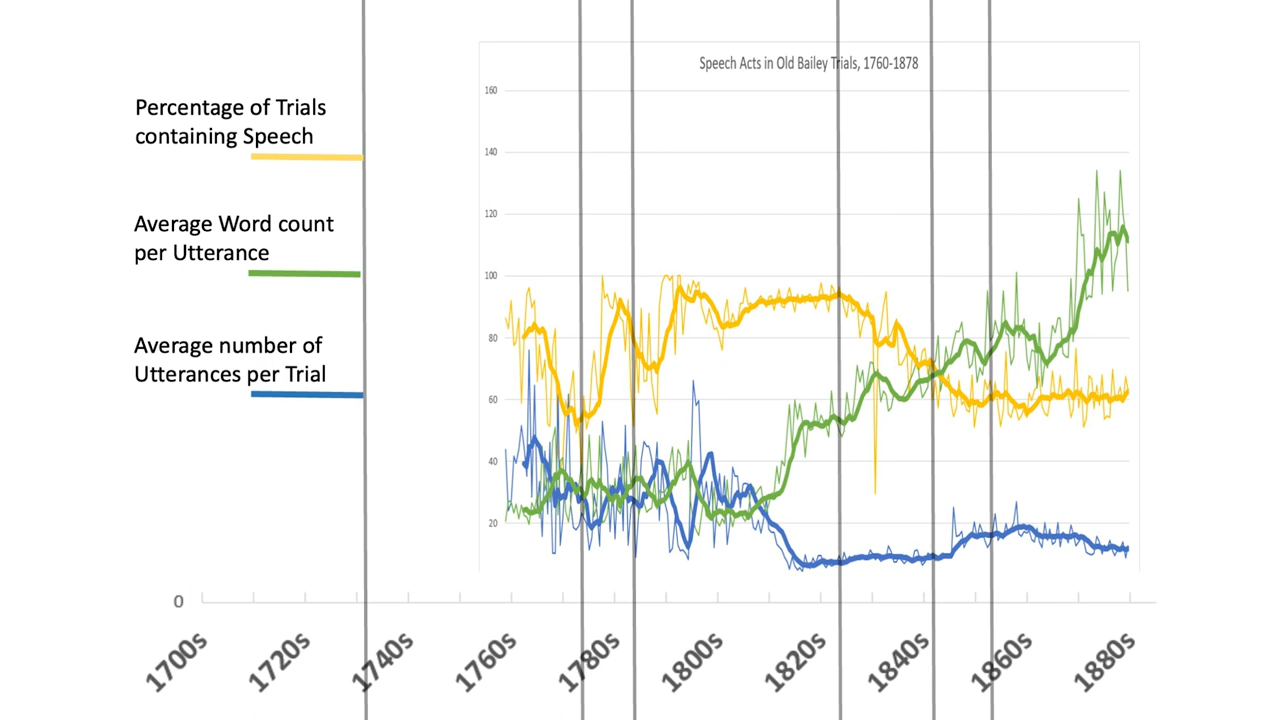 Speech Acts in Old Bailey Trials, 1760-1878
Percentage of Trials
containing Speech
Average Word count
per Utterance
Average number of
Utterances per Trial
160
140
120
100
80
60
40
20
0
1700s
1720s
1740s
1760s
1780s
1800s
1820s
1840s
1860s
1880s